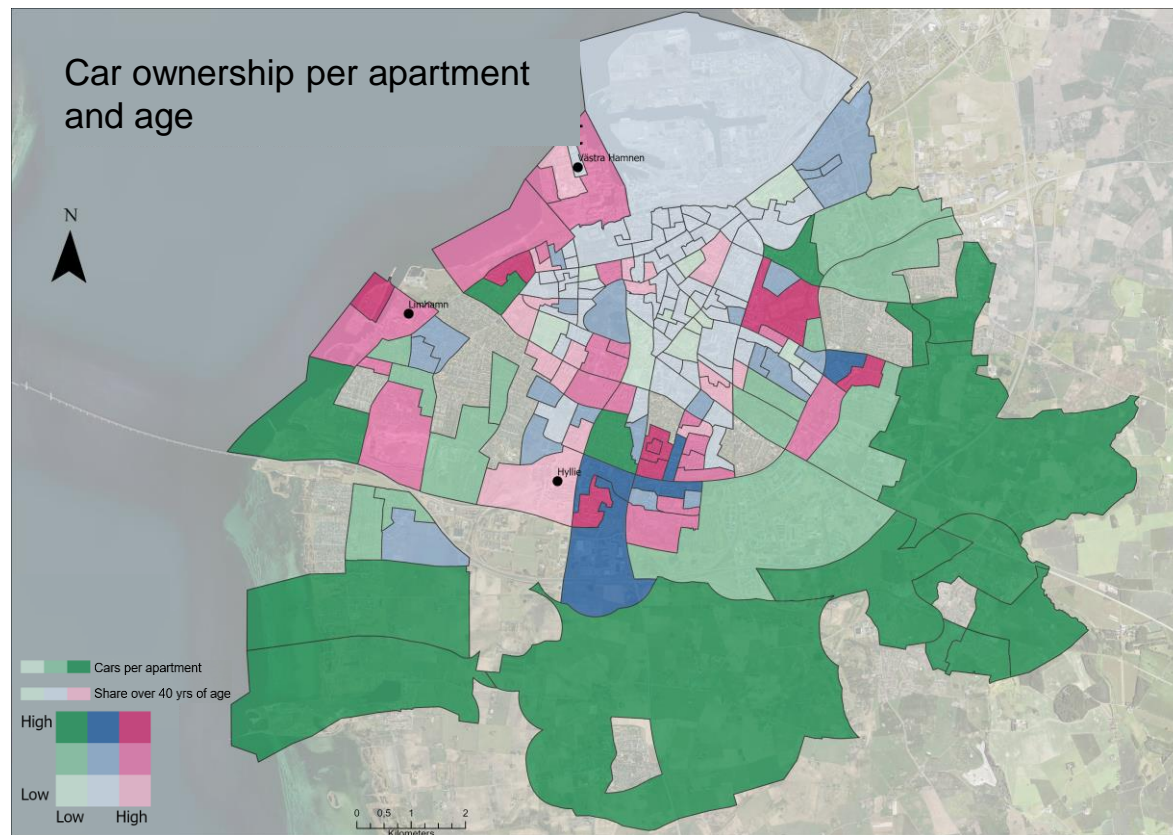 Car ownership per apartment
and age
Västra Hamnen
N
Limhamn
Hyllie
Cars per apartment
Share over 40 yrs of age
High
Low
Low High
0 0,5 1 2
Kilometers